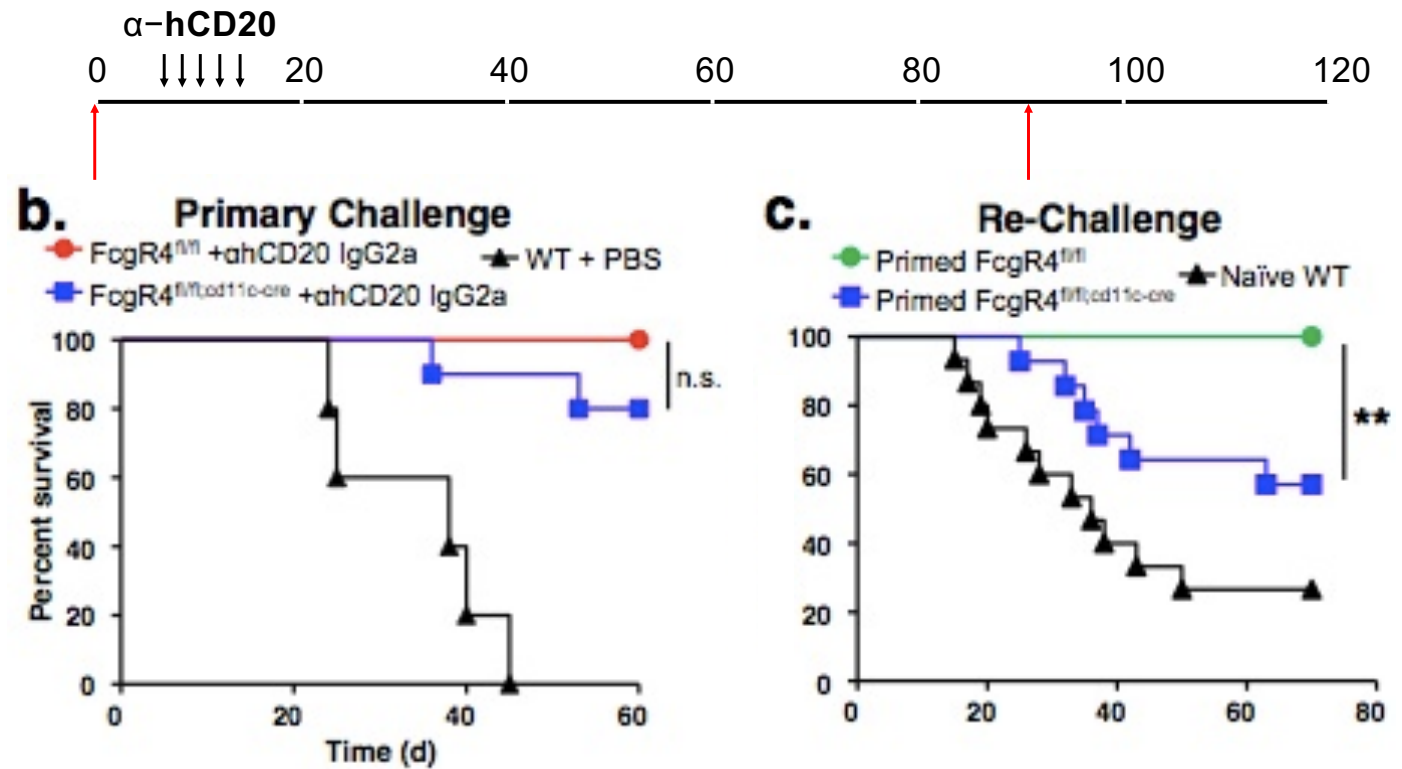 α−hCD20
0 20 40 60 80 100 120
b. Primary Challenge
FcgR4fl/fl +αhCD20 IgG2a
WT + PBS
FcgR4fl/fl;cd11c-cre +αhCD20 IgG2a
100
80
60
40
20
0
n.s.
Percent survival
0 20 40 60
Time (d)
c. Re-Challenge
Primed FcgR4fl/fl
Naïve WT
Primed FcgR4fl/fl;cd11c-cre
100
80
60
40
20
0
**
0 20 40 60 80